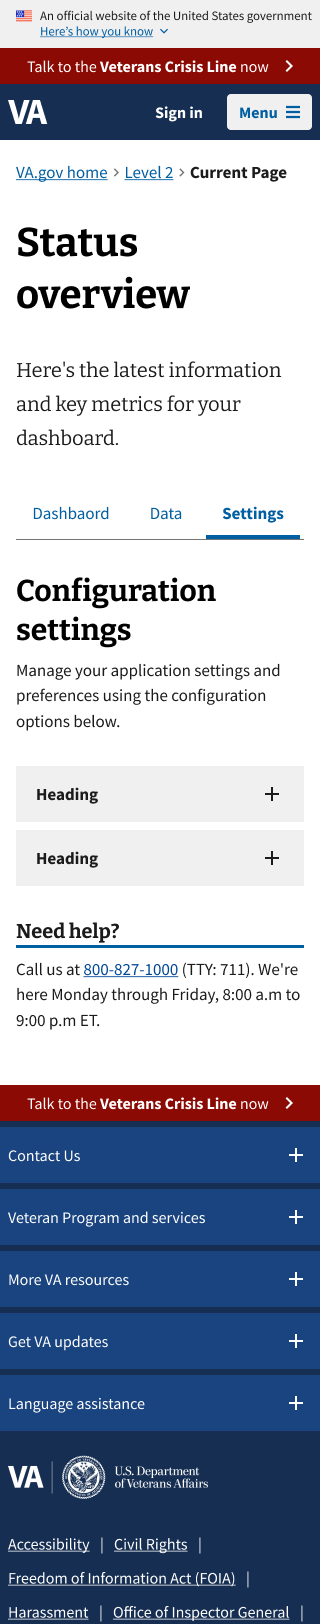 An official website of the United States government
Here's how you know
Talk to the Veterans Crisis Line now
VA Sign in Menu
VA.gov home > Level 2 > Current Page
Status
overview
Here's the latest information
and key metrics for your
dashboard.
Dashbaord Data Settings
Configuration
settings
Manage your application settings and
preferences using the configuration
options below.
Heading
Heading
Need help?
Call us at 800-827-1000 (TTY: 711). We're
here Monday through Friday, 8:00 a.m to
9:00 p.m ET.
Talk to the Veterans Crisis Line now
Contact Us
Veteran Program and services
More VA resources
Get VA updates
Language assistance
VA | U.S. Department
of Veterans Affairs
Accessibility | Civil Rights |
Freedom of Information Act (FOIA) |
Harassment | Office of Inspector General |